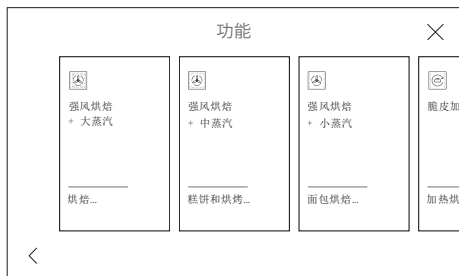 功能
强风烘焙
+ 大蒸汽
烘焙...
强风烘焙
+ 中蒸汽
糕饼和烘烤...
强风烘焙
+ 小蒸汽
面包烘焙...
脆皮加
加热烘